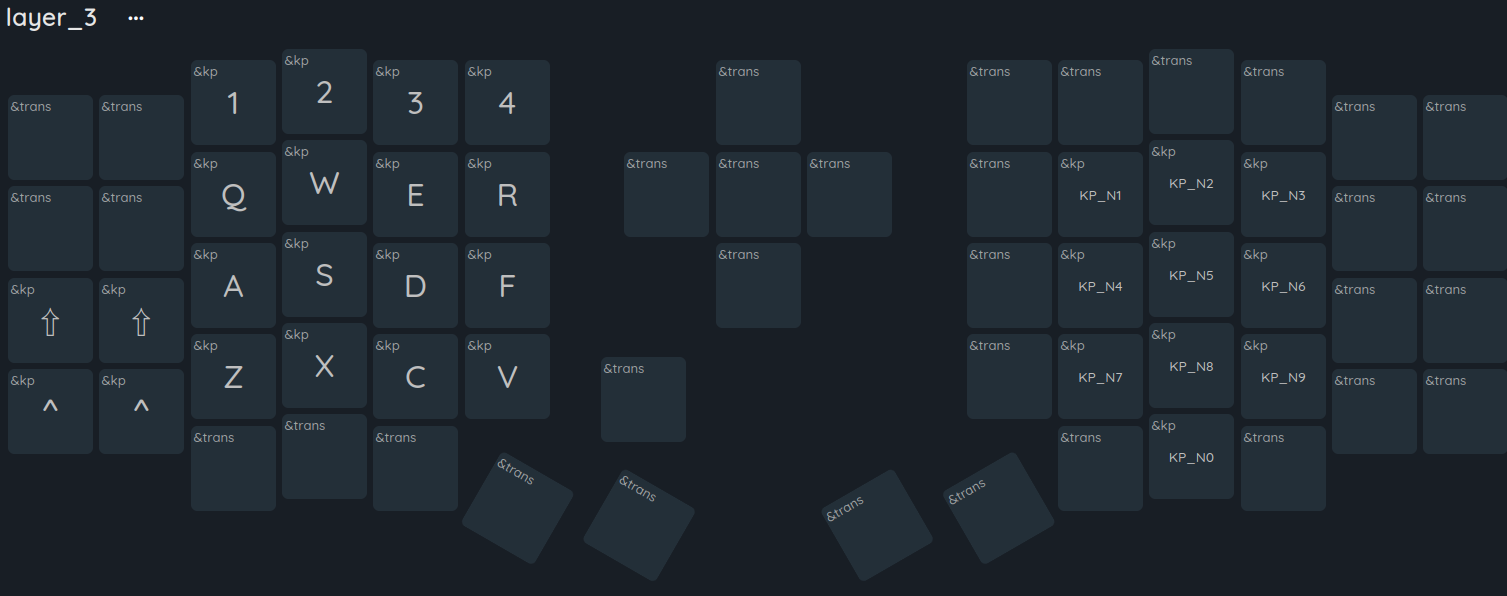 layer_3 ...
&kp 1 &kp 2 &kp 3 &kp 4 &trans &trans &trans &trans &trans
&trans &trans &trans &trans
&kp Q &kp W &kp E &kp R &trans &trans &trans &trans &kp KP_N1 &kp KP_N2 &kp KP_N3
&trans &trans &trans &trans
&kp A &kp S &kp D &kp F &trans &trans &kp KP_N4 &kp KP_N5 &kp KP_N6
&kp ⇧ &kp ⇧ &trans &trans
&kp Z &kp X &kp C &kp V &trans &trans &kp KP_N7 &kp KP_N8 &kp KP_N9
&kp ^ &kp ^ &trans &trans
&trans &trans &trans &trans &kp KP_N0 &trans
&trans &trans &trans &trans